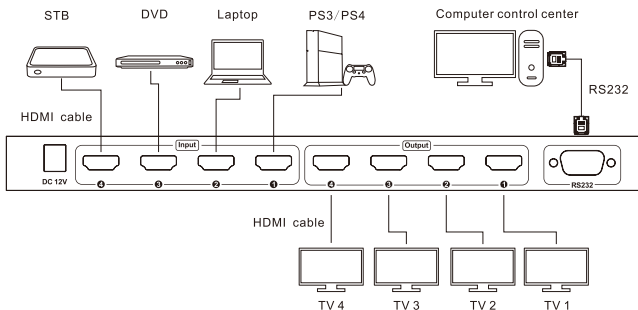 STB
DVD
Laptop
PS3/PS4
Computer control center
RS232
HDMI cable
Input
Output
DC 12V
4
3
2
1
4
3
2
1
RS232
HDMI cable
TV 4
TV 3
TV 2
TV 1